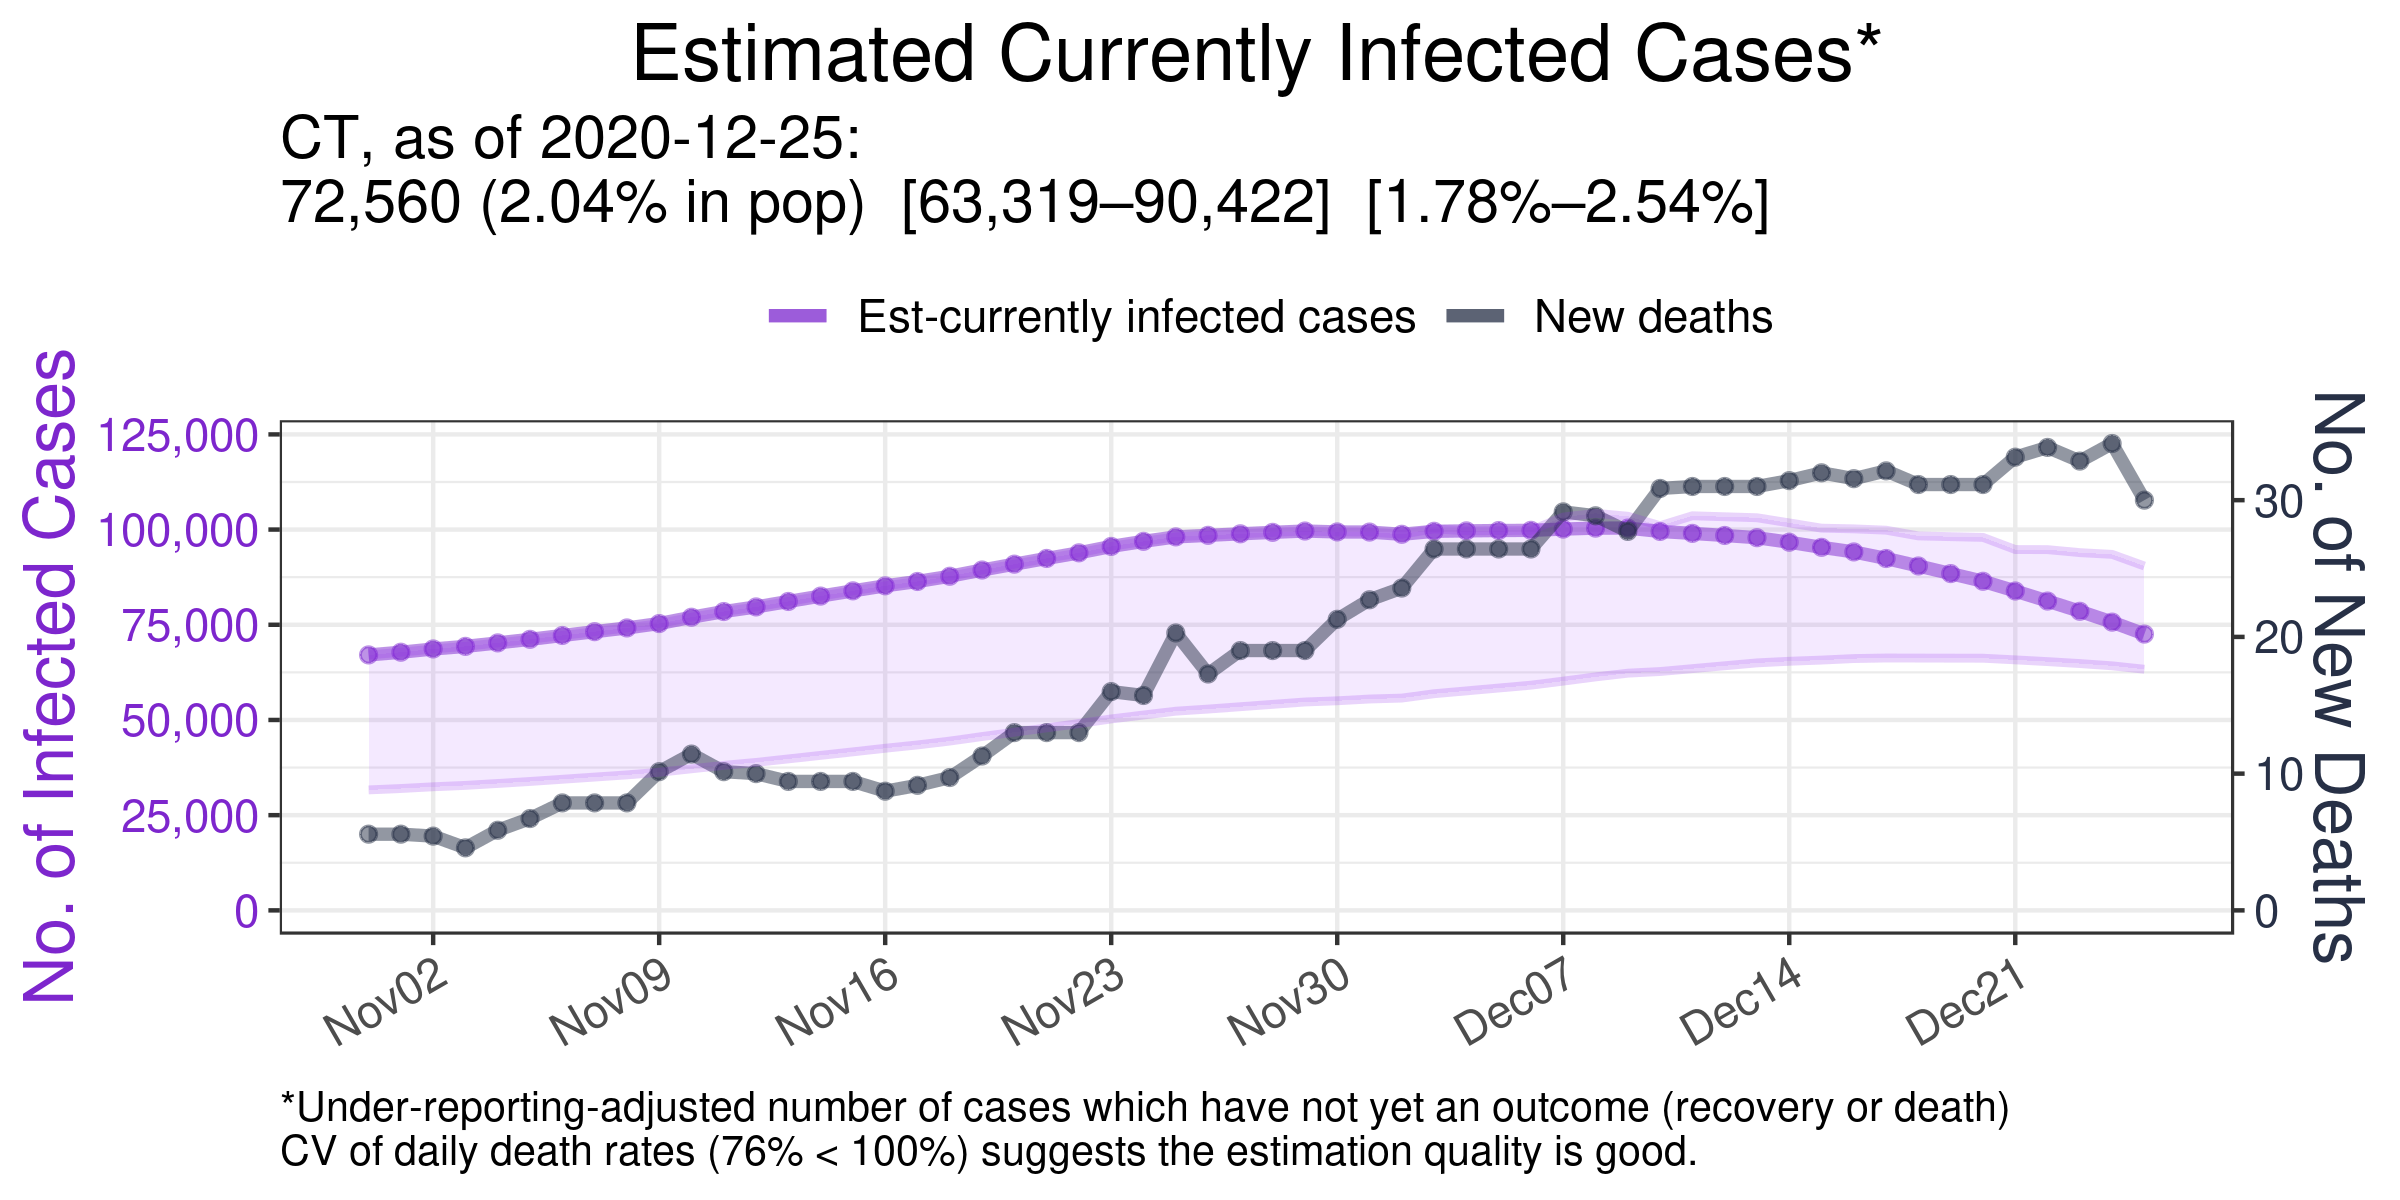 Estimated Currently Infected Cases*
CT, as of 2020-12-25:
72,560 (2.04% in pop)  [63,319–90,422]  [1.78%–2.54%]
Est-currently infected cases
New deaths
No. of Infected Cases
125,000
100,000
75,000
50,000
25,000
0
30
20
10
0
No. of New Deaths
Nov02
Nov09
Nov16
Nov23
Nov30
Dec07
Dec14
Dec21
*Under-reporting-adjusted number of cases which have not yet an outcome (recovery or death)
CV of daily death rates (76% < 100%) suggests the estimation quality is good.